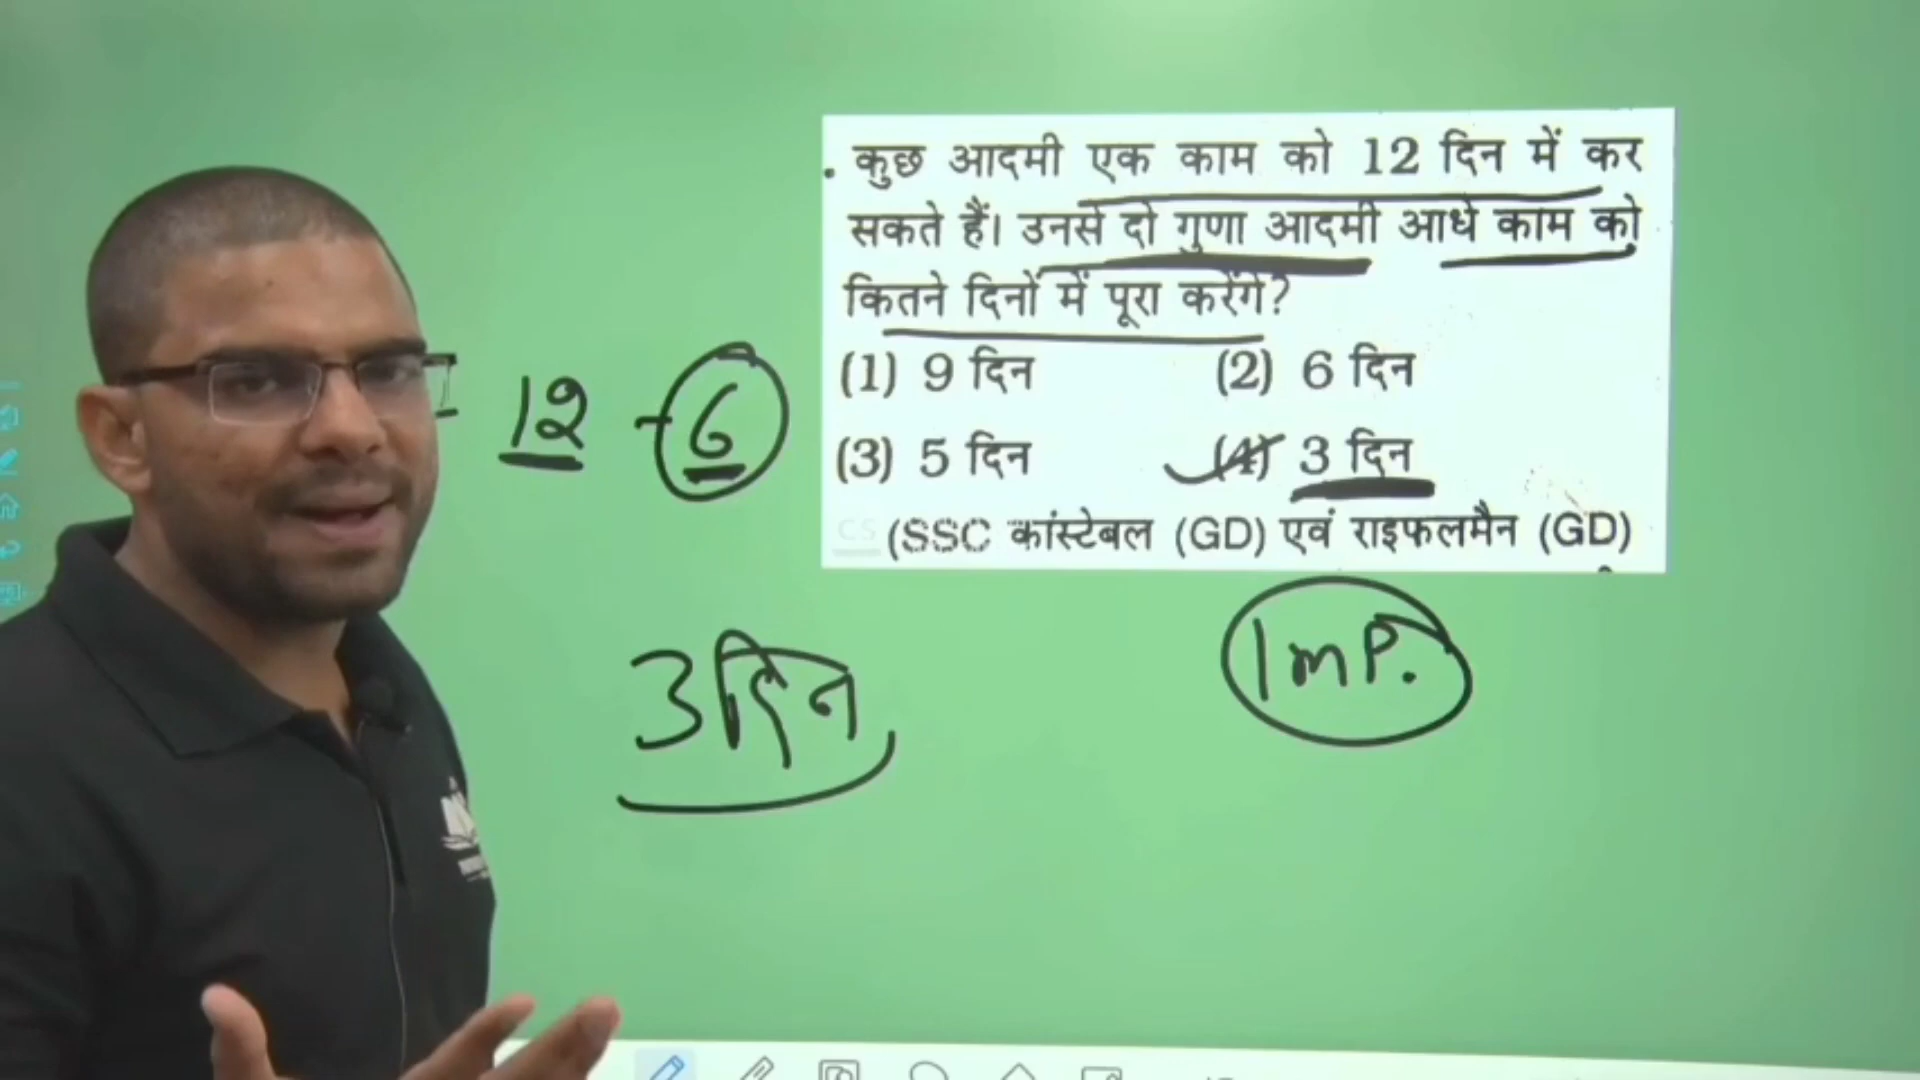 . कुछ आदमी एक काम को 12 दिन में कर
सकते हैं। उनसे दो गुणा आदमी आधे काम को
कितने दिनों में पूरा करेंगे?
(1) 9 दिन (2) 6 दिन
(3) 5 दिन (4) 3 दिन
(SSC कांस्टेबल (GD) एवं राइफलमैन (GD)
12 - 6
3 दिन
Imp.